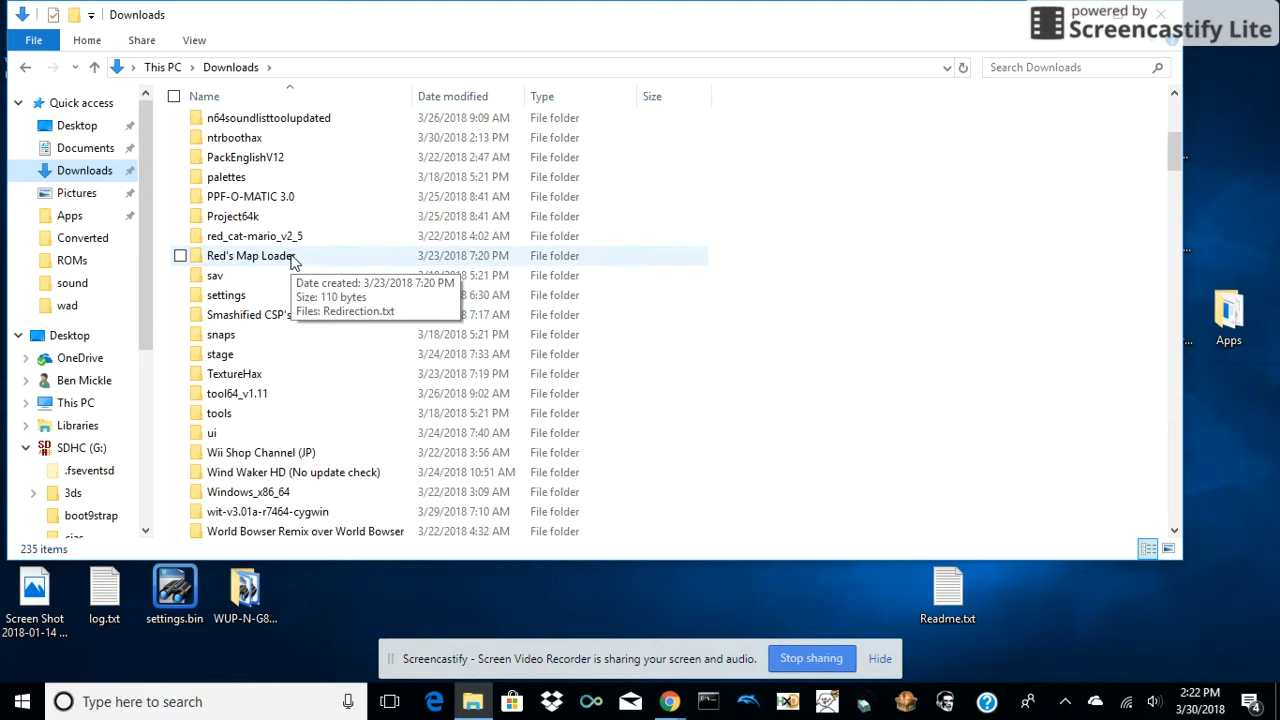 Downloads
powered by
Screencastify Lite
File Home Share View
This PC > Downloads >
Search Downloads
Name Date modified Type Size
Quick access
Desktop
Documents
Downloads
Pictures
Apps
Converted
ROMs
sound
wad
Desktop
OneDrive
Ben Mickle
This PC
Libraries
SDHC (G:)
.fseventsd
3ds
boot9strap
n64soundlisttoolupdated 3/26/2018 9:09 AM File folder
ntrboothax 3/30/2018 2:13 PM File folder
PackEnglishV12 3/22/2018 2:47 AM File folder
palettes 3/18/2018 5:21 PM File folder
PPF-O-MATIC 3.0 3/25/2018 8:41 AM File folder
Project64k 3/25/2018 8:41 AM File folder
red_cat-mario_v2_5 3/22/2018 4:02 AM File folder
Red's Map Loader 3/23/2018 7:20 PM File folder
sav 5:21 PM File folder
settings 6:30 AM File folder
Smashified CSP's 7:17 AM File folder
Date created: 3/23/2018 7:20 PM
Size: 110 bytes
Files: Redirection.txt
snaps 3/18/2018 5:21 PM File folder
stage 3/24/2018 7:33 AM File folder
TextureHax 3/23/2018 7:19 PM File folder
tool64_v1.11 3/26/2018 9:02 AM File folder
tools 3/18/2018 5:21 PM File folder
ui 3/24/2018 7:40 AM File folder
Wii Shop Channel (JP) 3/22/2018 3:56 AM File folder
Wind Waker HD (No update check) 3/24/2018 10:51 AM File folder
Windows_x86_64 3/22/2018 3:09 AM File folder
wit-v3.01a-r7464-cygwin 3/29/2018 7:10 AM File folder
World Bowser Remix over World Bowser 3/22/2018 4:32 AM File folder
235 items
Apps
Screen Shot
2018-01-14 ...
log.txt
settings.bin
WUP-N-G8...
Readme.txt
Screencastify - Screen Video Recorder is sharing your screen and audio.
Stop sharing
Hide
Type here to search
2:22 PM
3/30/2018
4